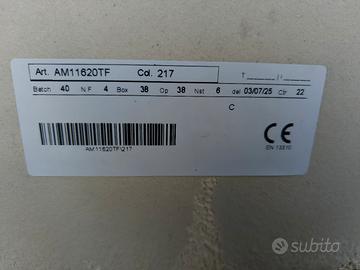 Art. AM11620TF Col. 217
Batch 40 N.F 4 Box 38 Op 38 Nst 6 del 03/07/25 Ctr 22
C
CE
AM11620TF\217
EN 13310
subito